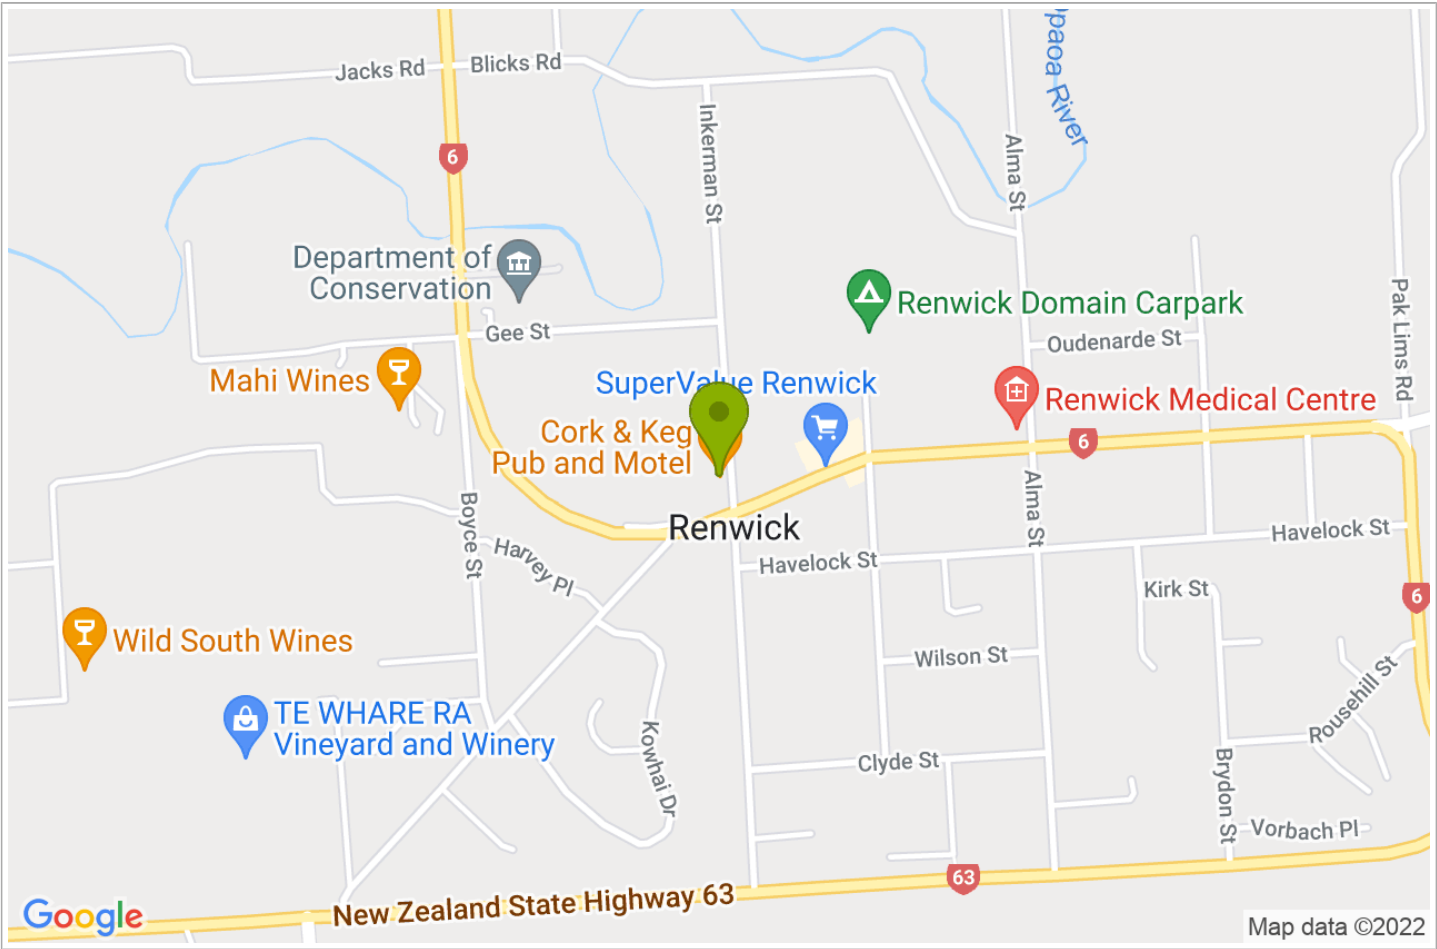 Opaoa River
Jacks Rd
Blicks Rd
Inkerman St
Alma St
6
Department of
Conservation
Renwick Domain Carpark
Pak Lims Rd
Gee St
Oudenarde St
Mahi Wines
SuperValue Renwick
Renwick Medical Centre
Cork & Keg
Pub and Motel
6
Boyce St
Alma St
Renwick
Havelock St
Harvey Pl
Havelock St
Kirk St
6
Wild South Wines
Wilson St
Rousehill St
TE WHARE RA
Vineyard and Winery
Kowhai Dr
Clyde St
Brydon St
Vorbach Pl
63
New Zealand State Highway 63
Google
Map data ©2022